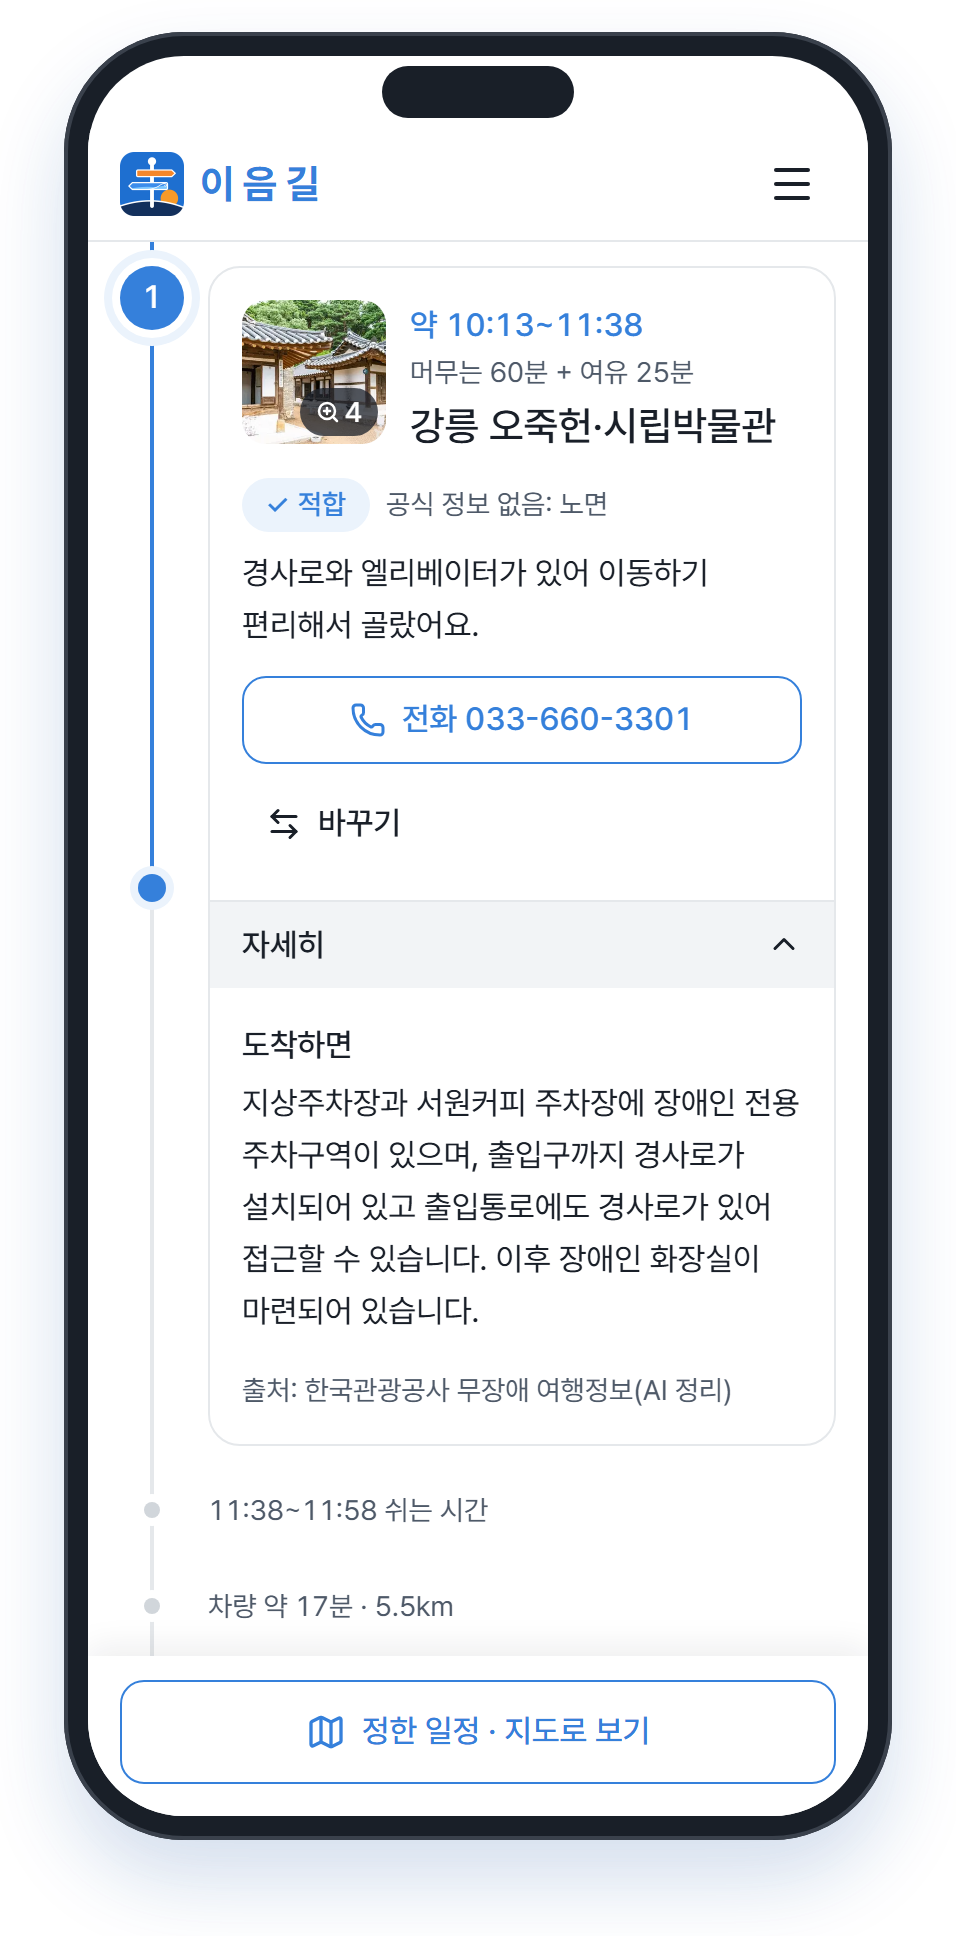 이음길
1
약 10:13~11:38
머무는 60분 + 여유 25분
강릉 오죽헌·시립박물관
4
적합
공식 정보 없음: 노면
경사로와 엘리베이터가 있어 이동하기
편리해서 골랐어요.
전화 033-660-3301
바꾸기
자세히
도착하면
지상주차장과 서원커피 주차장에 장애인 전용
주차구역이 있으며, 출입구까지 경사로가
설치되어 있고 출입통로에도 경사로가 있어
접근할 수 있습니다. 이후 장애인 화장실이
마련되어 있습니다.
출처: 한국관광공사 무장애 여행정보(AI 정리)
11:38~11:58 쉬는 시간
차량 약 17분 · 5.5km
정한 일정 · 지도로 보기